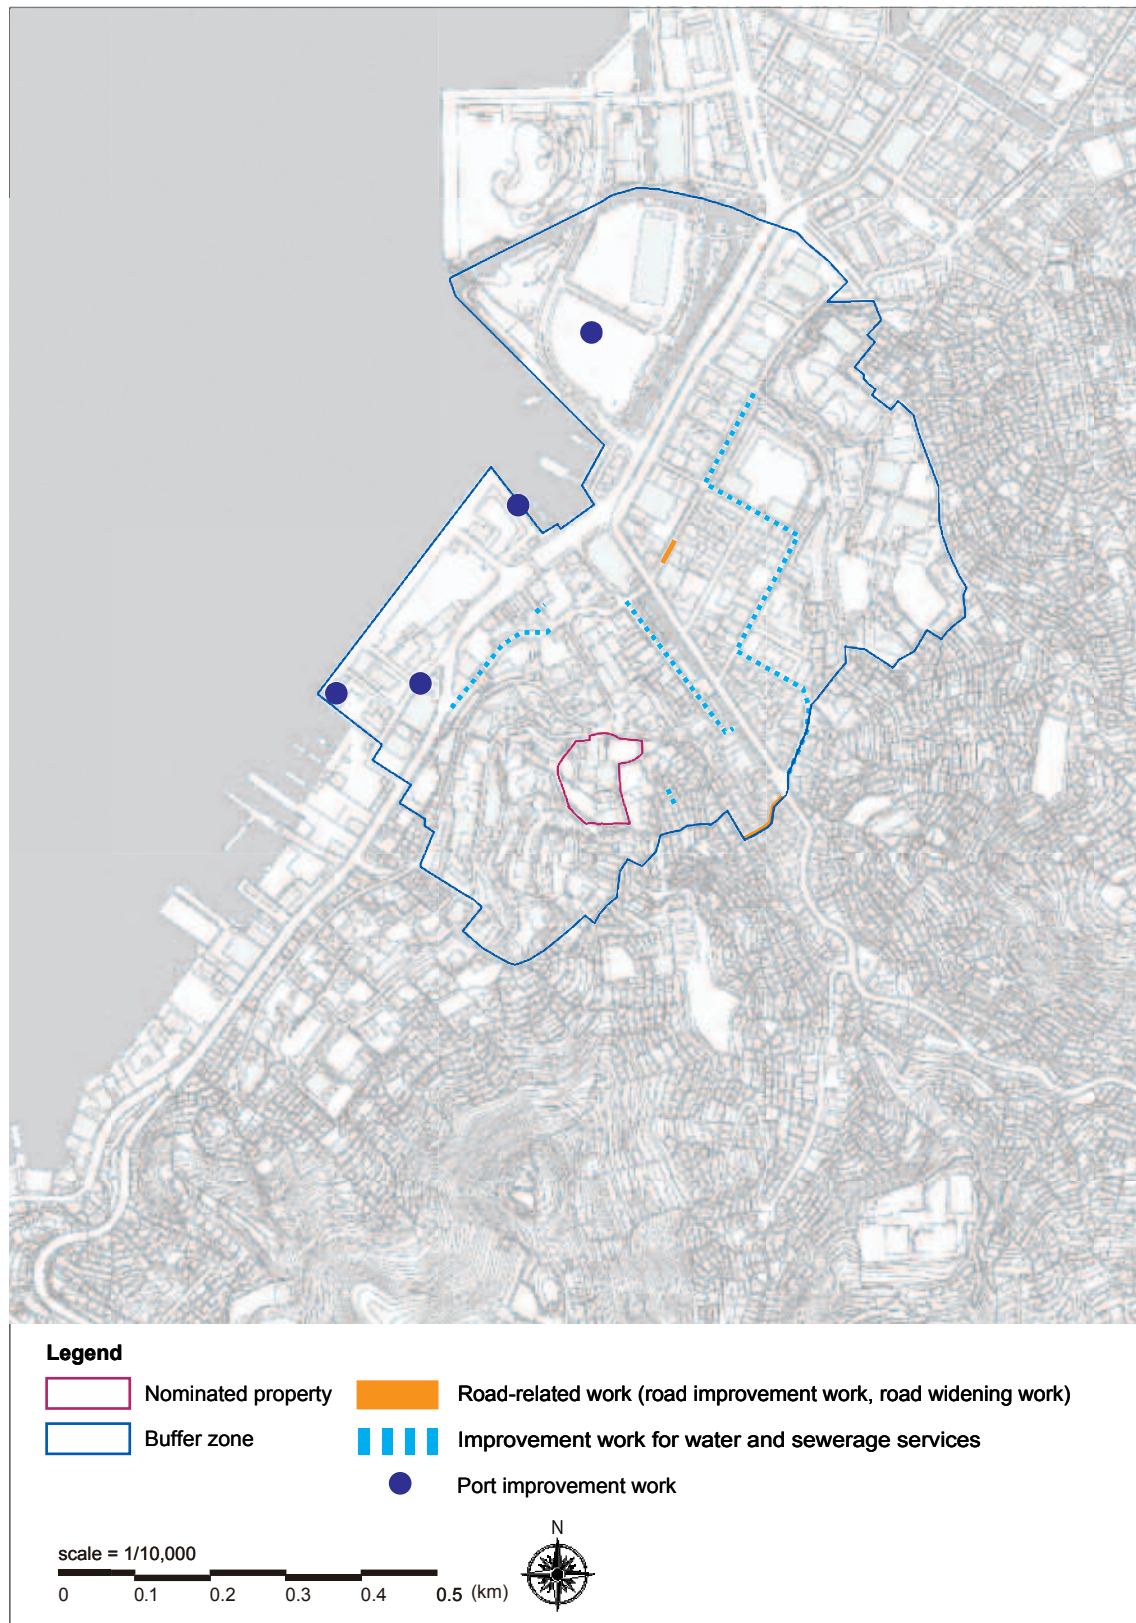 Legend
Nominated property
Road-related work (road improvement work, road widening work)
Buffer zone
Improvement work for water and sewerage services
Port improvement work
scale = 1/10,000
0 0.1 0.2 0.3 0.4 0.5 (km)
N